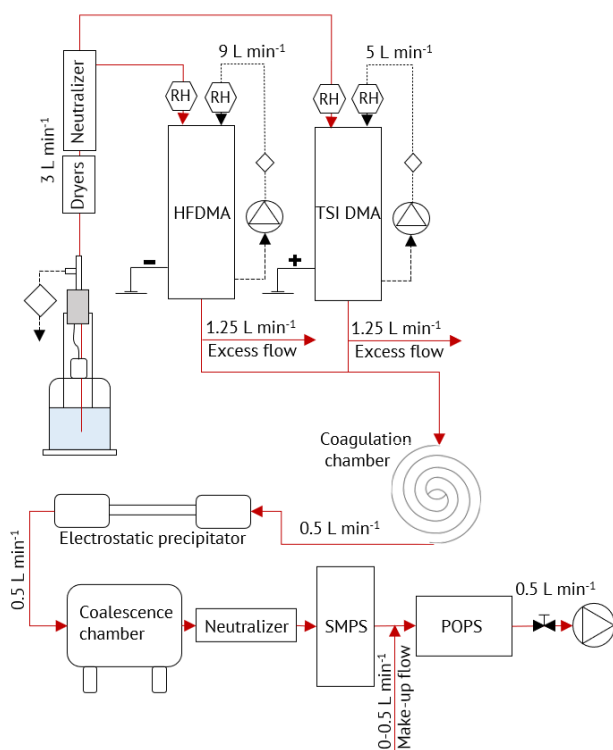 9 L min⁻¹
5 L min⁻¹
Neutralizer
3 L min⁻¹
Dryers
RH
RH
RH
RH
HFDMA
TSI DMA
-
+
1.25 L min⁻¹
Excess flow
1.25 L min⁻¹
Excess flow
Coagulation
chamber
0.5 L min⁻¹
Electrostatic precipitator
0.5 L min⁻¹
Coalescence
chamber
Neutralizer
SMPS
0-0.5 L min⁻¹
Make-up flow
POPS
0.5 L min⁻¹